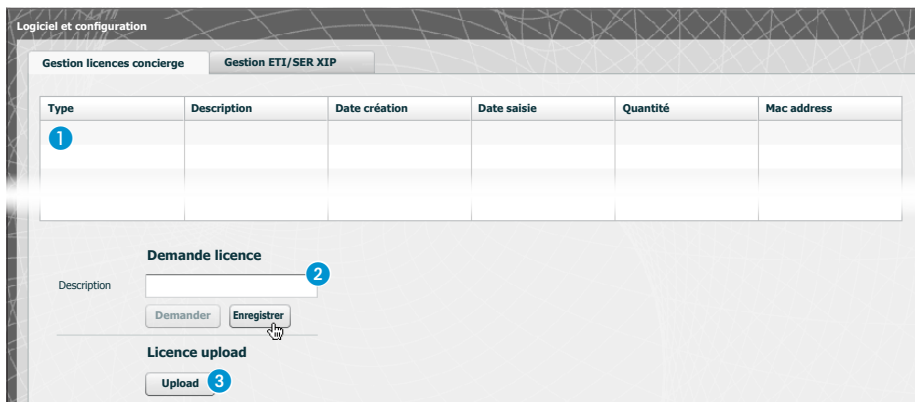 Logiciel et configuration
Gestion licences concierge Gestion ETI/SER XIP
Type Description Date création Date saisie Quantité Mac address
1
Demande licence
2
Description
Demander Enregistrer
Licence upload
Upload 3